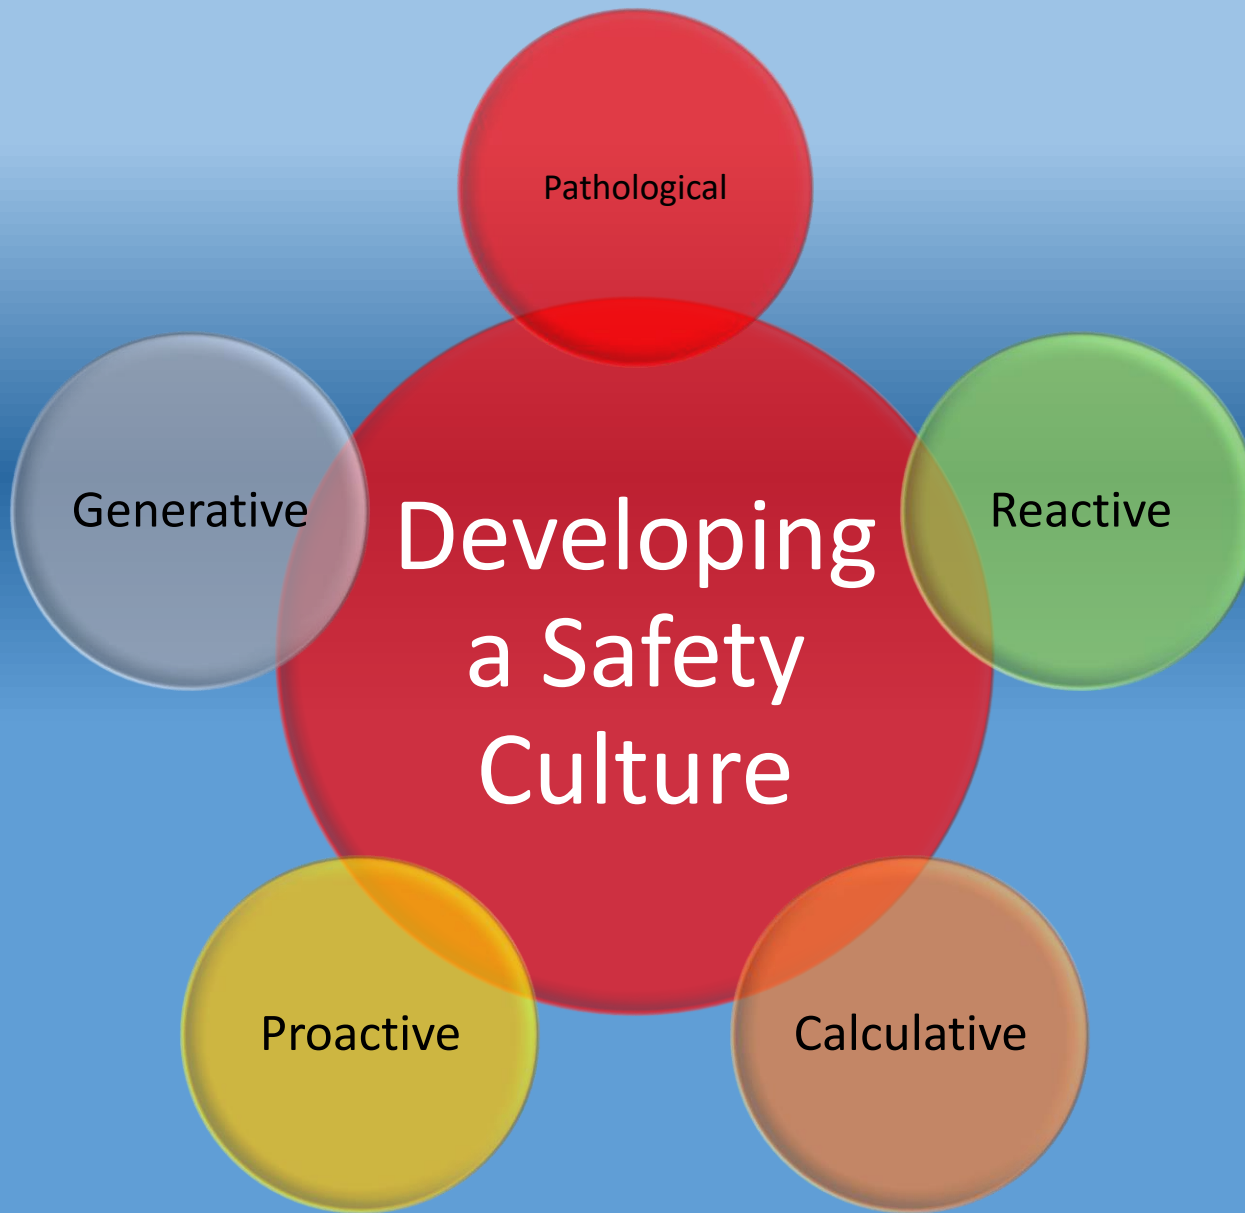 Pathological
Generative
Reactive
Developing
a Safety
Culture
Proactive
Calculative